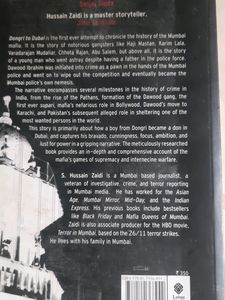 Sanjay Gupta
Hussain Zaidi is a master storyteller.
Dongri to Dubai is the first ever attempt to chronicle the history of the Mumbai
mafia. It is the story of notorious gangsters like Haji Mastan, Karim Lala,
Varadarajan Mudaliar, Chhota Rajan, Abu Salem, but above all, it is the story
of a young man who went astray despite having a father in the police force.
Dawood Ibrahim was initiated into crime as a pawn in the hands of the Mumbai
police and went on to wipe out the competition and eventually became the
Mumbai police's own nemesis.
The narrative encompasses several milestones in the history of crime in
India, from the rise of the Pathans, formation of the Dawood gang, the
first ever supari, mafia's nefarious role in Bollywood, Dawood's move to
Karachi, and Pakistan's subsequent alleged role in sheltering one of the
most wanted persons in the world.
This story is primarily about how a boy from Dongri became a don in
Dubai, and captures his bravado, cunningness, focus, ambition, and
lust for power in a gripping narrative. The meticulously researched
book provides an in-depth and comprehensive account of the
mafia's games of supremacy and internecine warfare.
S. Hussain Zaidi is a Mumbai based journalist, a
veteran of investigative, crime, and terror reporting
in Mumbai media. He has worked for the Asian
Age, Mumbai Mirror, Mid-Day, and the Indian
Express. His previous books include bestsellers
like Black Friday and Mafia Queens of Mumbai.
Zaidi is also associate producer for the HBO movie,
Terror in Mumbai, based on the 26/11 terror strikes.
He lives with his family in Mumbai.
₹ 350